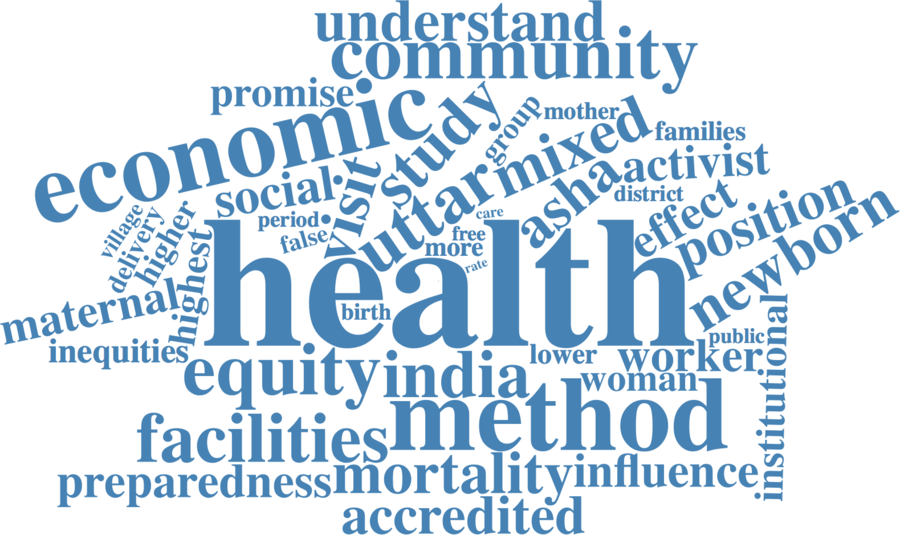 understand
community
promise
economic
study
group
mother
mixed
families
social
visit
uttar
asha
activist
district
village
delivery
higher
period
false
care
free
more
rate
effect
position
newborn
highest
health
maternal
birth
inequities
equity
india
lower
worker
public
woman
institutional
method
facilities
preparedness
mortality
influence
accredited